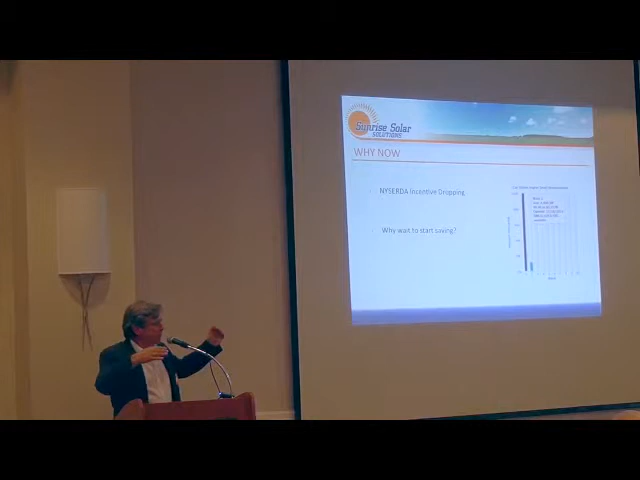 Sunrise Solar
SOLUTIONS
WHY NOW
NYSERDA Incentive Dropping
Why wait to start saving?